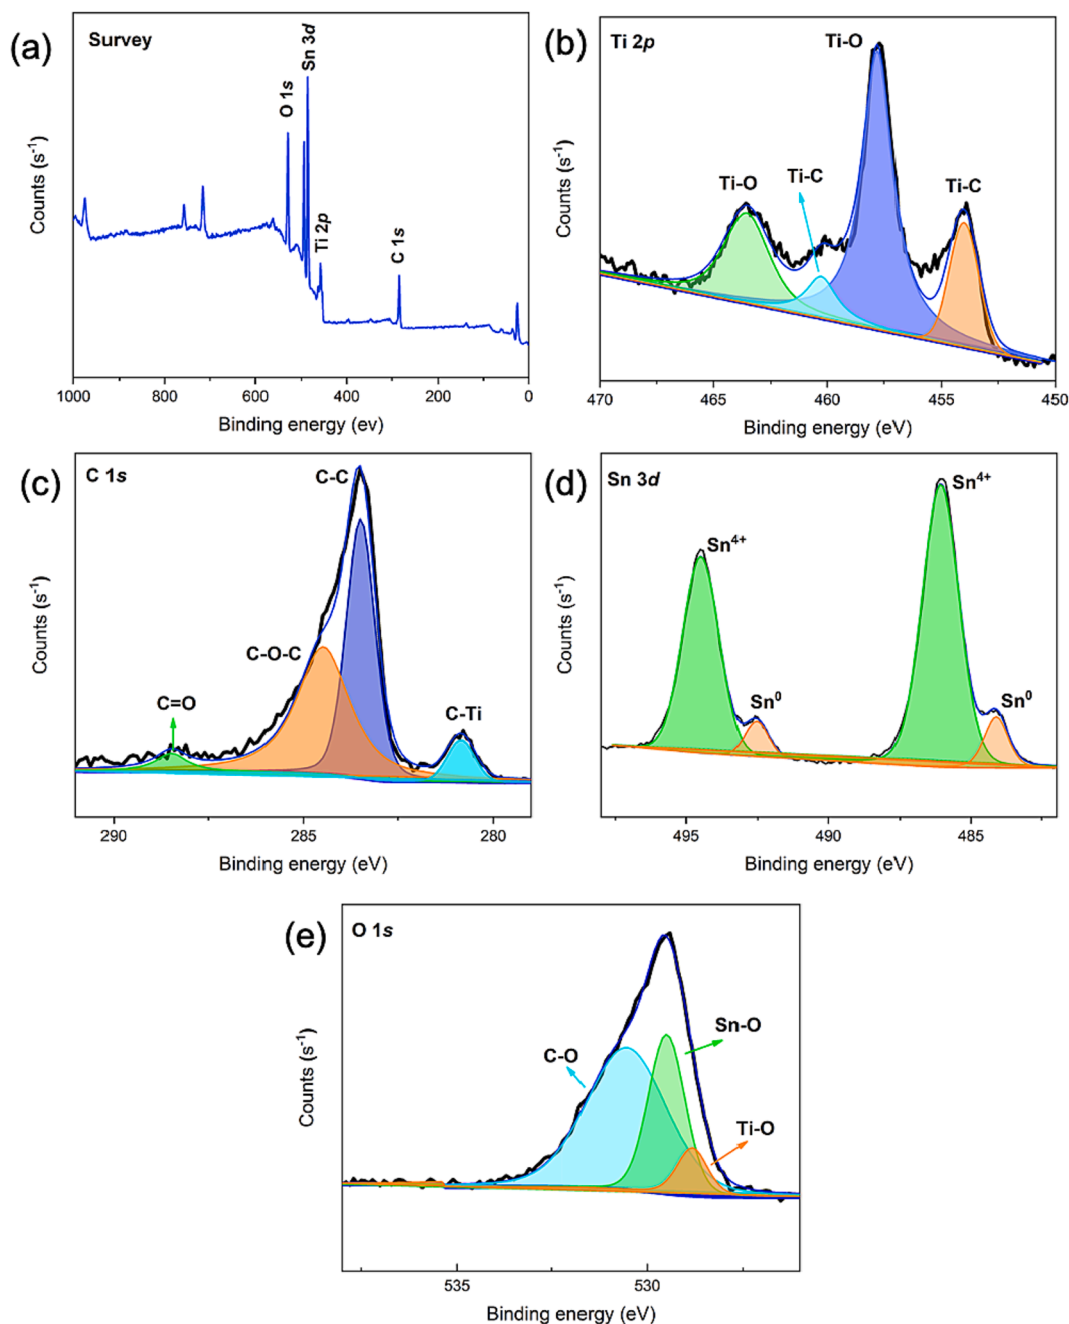 (a)
Survey
O 1s
Sn 3d
Ti 2p
C 1s
Counts (s⁻¹)
1000 800 600 400 200 0
Binding energy (ev)
(b)
Ti 2p
Ti-O
Ti-C
Ti-O
Ti-C
Counts (s⁻¹)
470 465 460 455 450
Binding energy (eV)
(c)
C 1s
C-C
C-O-C
C=O
C-Ti
Counts (s⁻¹)
290 285 280
Binding energy (eV)
(d)
Sn 3d
Sn⁴⁺
Sn⁰
Sn⁴⁺
Sn⁰
Counts (s⁻¹)
495 490 485
Binding energy (eV)
(e)
O 1s
C-O
Sn-O
Ti-O
Counts (s⁻¹)
535 530
Binding energy (eV)